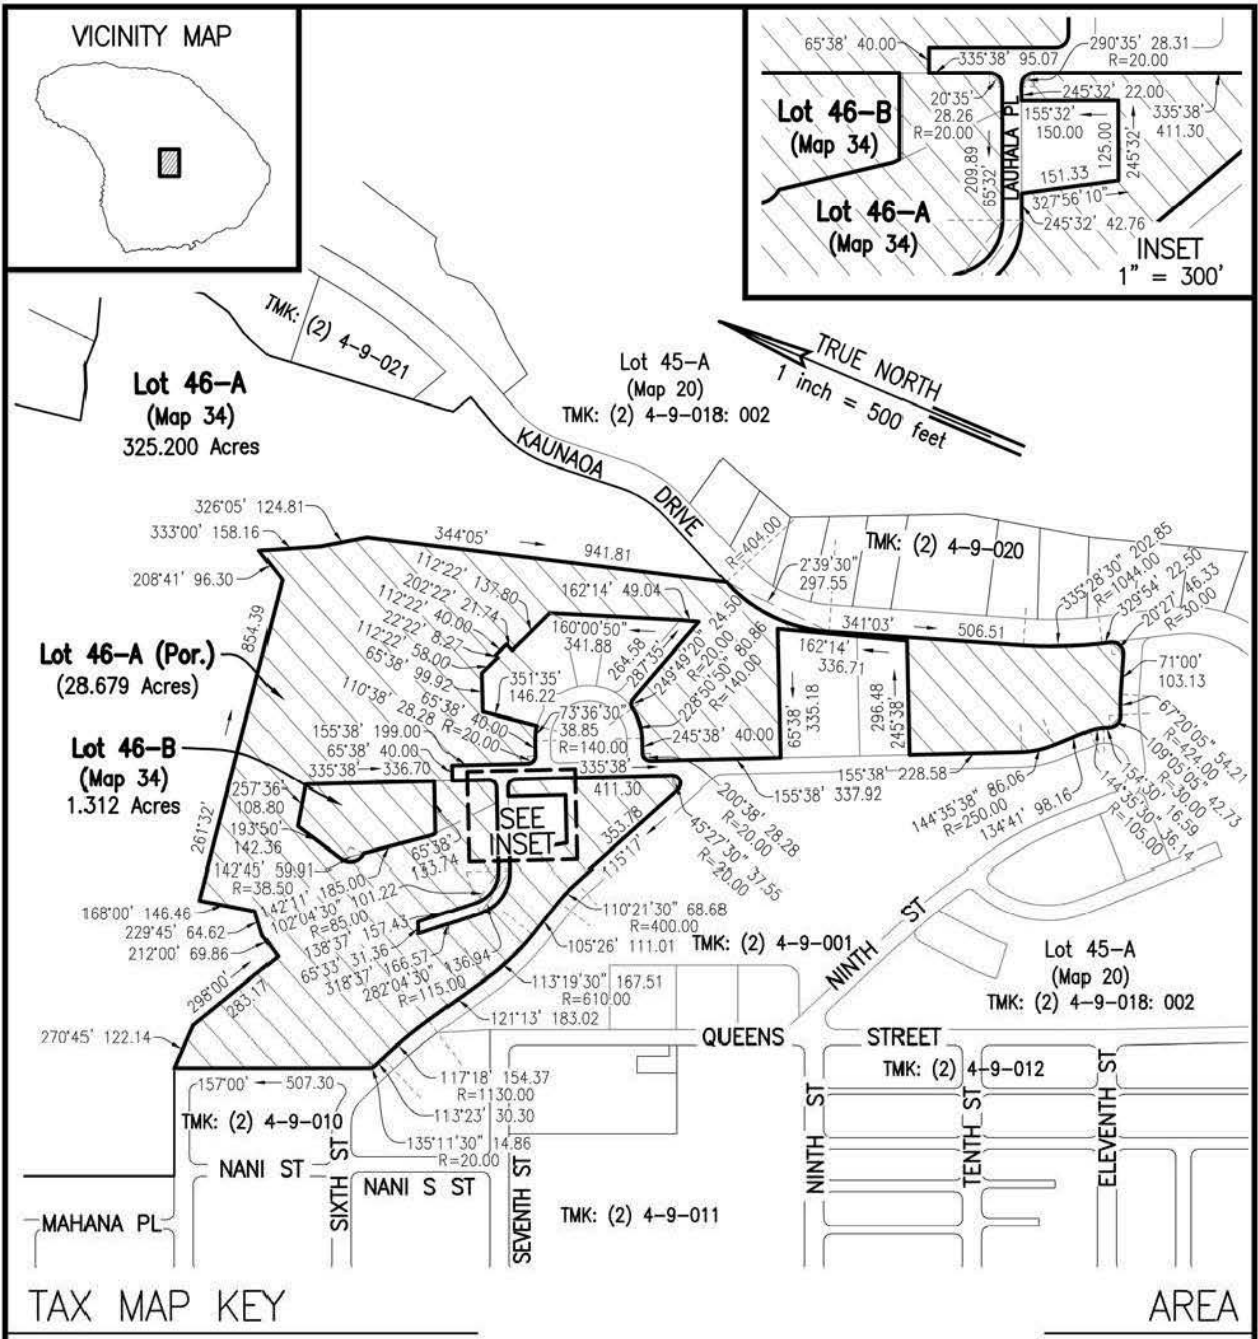 VICINITY MAP
65°38' 40.00
335°38' 95.07
290°35' 28.31
R=20.00
245°32' 22.00
20°35'
28.26
R=20.00
155°32'
150.00
335°38'
411.30
Lot 46-B
(Map 34)
209.89
65°32'
LAUHALA PL
125.00
245°32'
151.33
327°56'10"
Lot 46-A
(Map 34)
245°32' 42.76
INSET
1" = 300'
TMK: (2) 4-9-021
Lot 46-A
(Map 34)
325.200 Acres
Lot 45-A
(Map 20)
TMK: (2) 4-9-018: 002
TRUE NORTH
1 inch = 500 feet
KAUNAOA
DRIVE
326°05' 124.81
333°00' 158.16
208°41' 96.30
344°05'
941.81
R=404.00
TMK: (2) 4-9-020
2°39'30"
297.55
335°28'30" 202.85
R=1044.00
329°54' 22.50
20°27' 46.33
R=30.00
341°03' 506.51
854.39
261°32'
112°22' 137.80
202°22' 21.74
112°22' 40.00
22°22' 8.27
112°22' 58.00
65°38' 99.92
162°14' 49.04
160°00'50"
341.88
264.58
287°35'
249°49'20" 24.50
R=20.00
228°50'50" 80.86
R=140.00
162°14'
336.71
65°38'
335.18
296.48
245°38'
71°00'
103.13
Lot 46-A (Por.)
(28.679 Acres)
351°35'
146.22
110°38' 28.28
R=20.00
65°38' 40.00
73°36'30"
38.85
R=140.00
245°38' 40.00
67°20'05" 54.21
R=424.00
109°05'05" 42.73
R=30.00
154°30' 16.59
144°35'30" 36.14
R=105.00
Lot 46-B
(Map 34)
1.312 Acres
155°38' 199.00
65°38' 40.00
335°38' 336.70
335°38'
411.30
155°38' 228.58
155°38' 337.92
200°38' 28.28
R=20.00
144°35'38" 86.06
R=250.00
134°41' 98.16
257°36'
108.80
193°50'
142.36
142°45' 59.91
R=38.50
142°11' 185.00
65°38'
133.74
SEE
INSET
353.78
115°17'
45°27'30" 37.55
R=20.00
102°04'30" 101.22
R=85.00
138°37' 157.43
65°33' 31.36
318°37' 166.57
282°04'30" 136.94
R=115.00
168°00' 146.46
229°45' 64.62
212°00' 69.86
298°00'
283.17
270°45' 122.14
110°21'30" 68.68
R=400.00
105°26' 111.01
TMK: (2) 4-9-001
113°19'30" 167.51
R=610.00
121°13' 183.02
NINTH ST
Lot 45-A
(Map 20)
TMK: (2) 4-9-018: 002
QUEENS STREET
TMK: (2) 4-9-012
117°18' 154.37
R=1130.00
113°23' 30.30
135°11'30" 14.86
R=20.00
157°00' 507.30
TMK: (2) 4-9-010
NANI ST
SIXTH ST
NANI S ST
SEVENTH ST
TMK: (2) 4-9-011
NINTH ST
TENTH ST
ELEVENTH ST
MAHANA PL
TAX MAP KEY
AREA